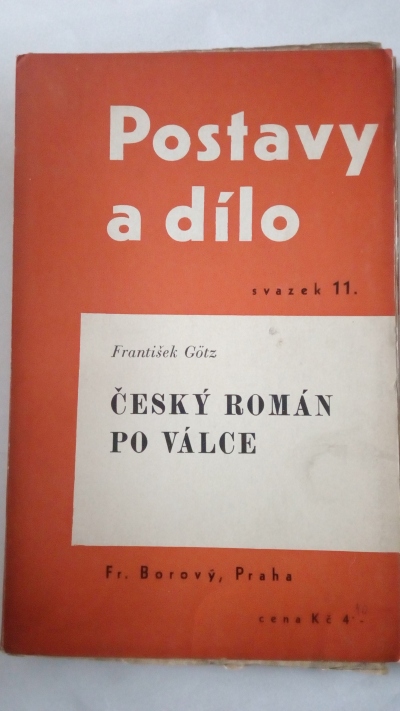 Postavy
a dílo
svazek 11.
František Götz
ČESKÝ ROMÁN
PO VÁLCE
Fr. Borový, Praha
cena Kč 4·-